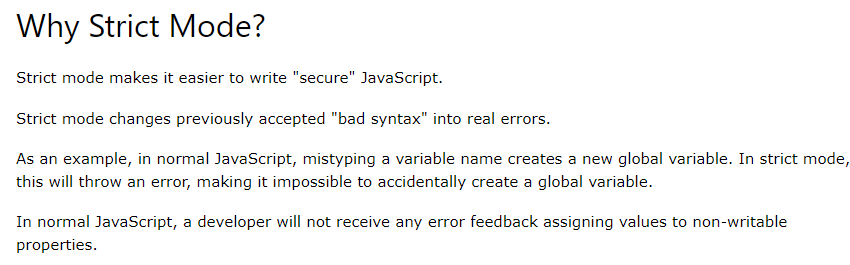 Why Strict Mode?
Strict mode makes it easier to write "secure" JavaScript.
Strict mode changes previously accepted "bad syntax" into real errors.
As an example, in normal JavaScript, mistyping a variable name creates a new global variable. In strict mode,
this will throw an error, making it impossible to accidentally create a global variable.
In normal JavaScript, a developer will not receive any error feedback assigning values to non-writable
properties.